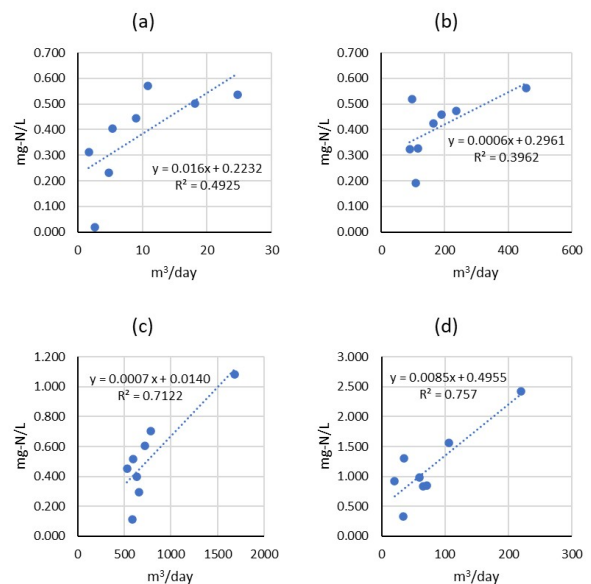 (a)
0.700
0.600
0.500
0.400
0.300
0.200
0.100
0.000
mg-N/L
y = 0.016x + 0.2232
R² = 0.4925
0 10 20 30
m³/day
(b)
0.700
0.600
0.500
0.400
0.300
0.200
0.100
0.000
mg-N/L
y = 0.0006x + 0.2961
R² = 0.3962
0 200 400 600
m³/day
(c)
1.200
1.000
0.800
0.600
0.400
0.200
0.000
mg-N/L
y = 0.0007x + 0.0140
R² = 0.7122
0 500 1000 1500 2000
m³/day
(d)
3.000
2.500
2.000
1.500
1.000
0.500
0.000
mg-N/L
y = 0.0085x + 0.4955
R² = 0.757
0 100 200 300
m³/day